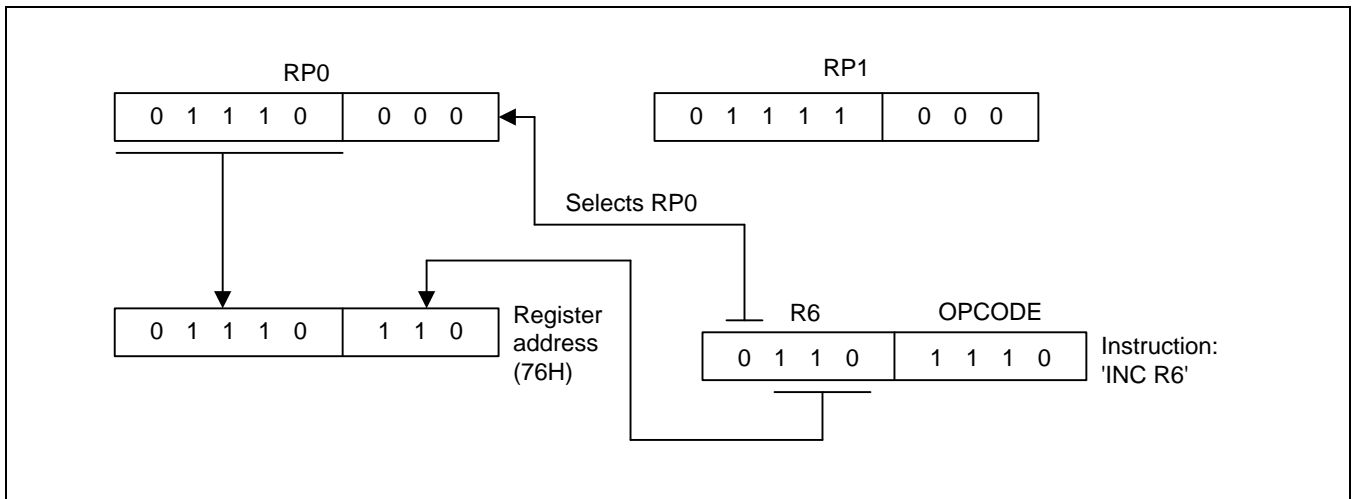 RP0
RP1
0 1 1 1 0 0 0 0
0 1 1 1 1 0 0 0
Selects RP0
0 1 1 1 0 1 1 0
Register
address
(76H)
R6
OPCODE
0 1 1 0 1 1 1 0
Instruction:
'INC R6'